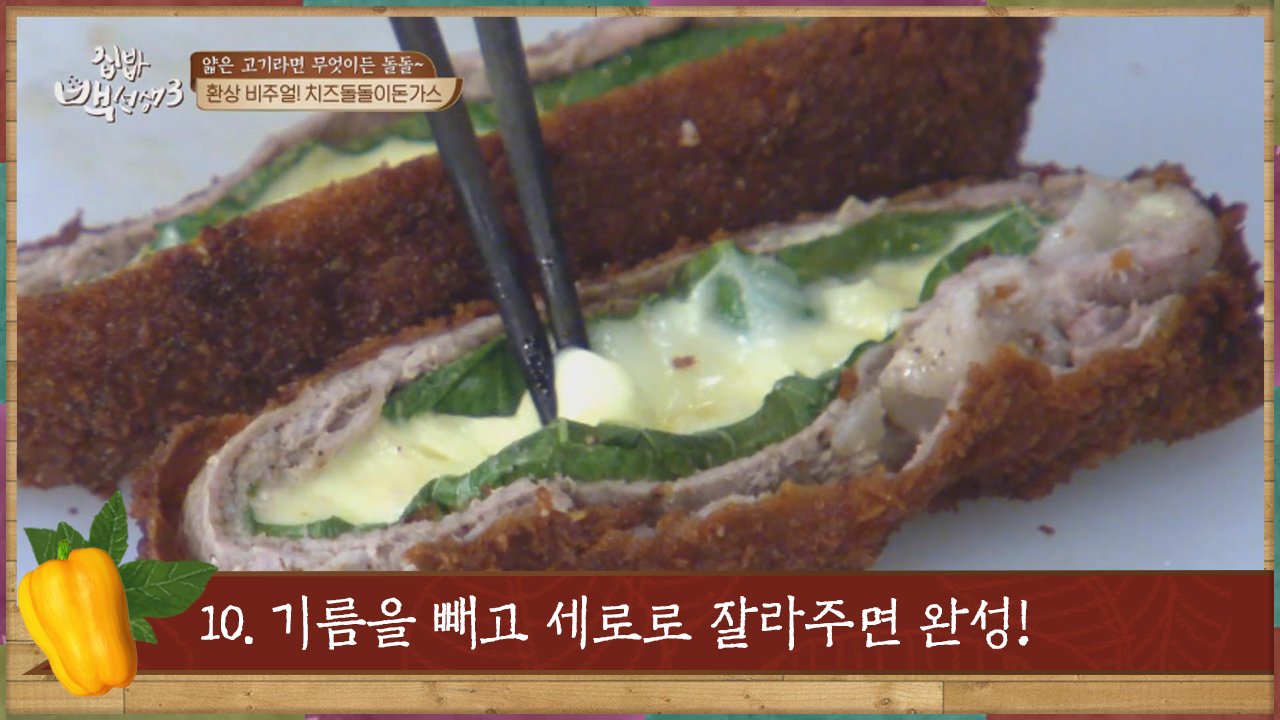 집밥
백선생3
얇은 고기라면 무엇이든 돌돌~
환상 비주얼! 치즈돌돌이돈가스
10. 기름을 빼고 세로로 잘라주면 완성!